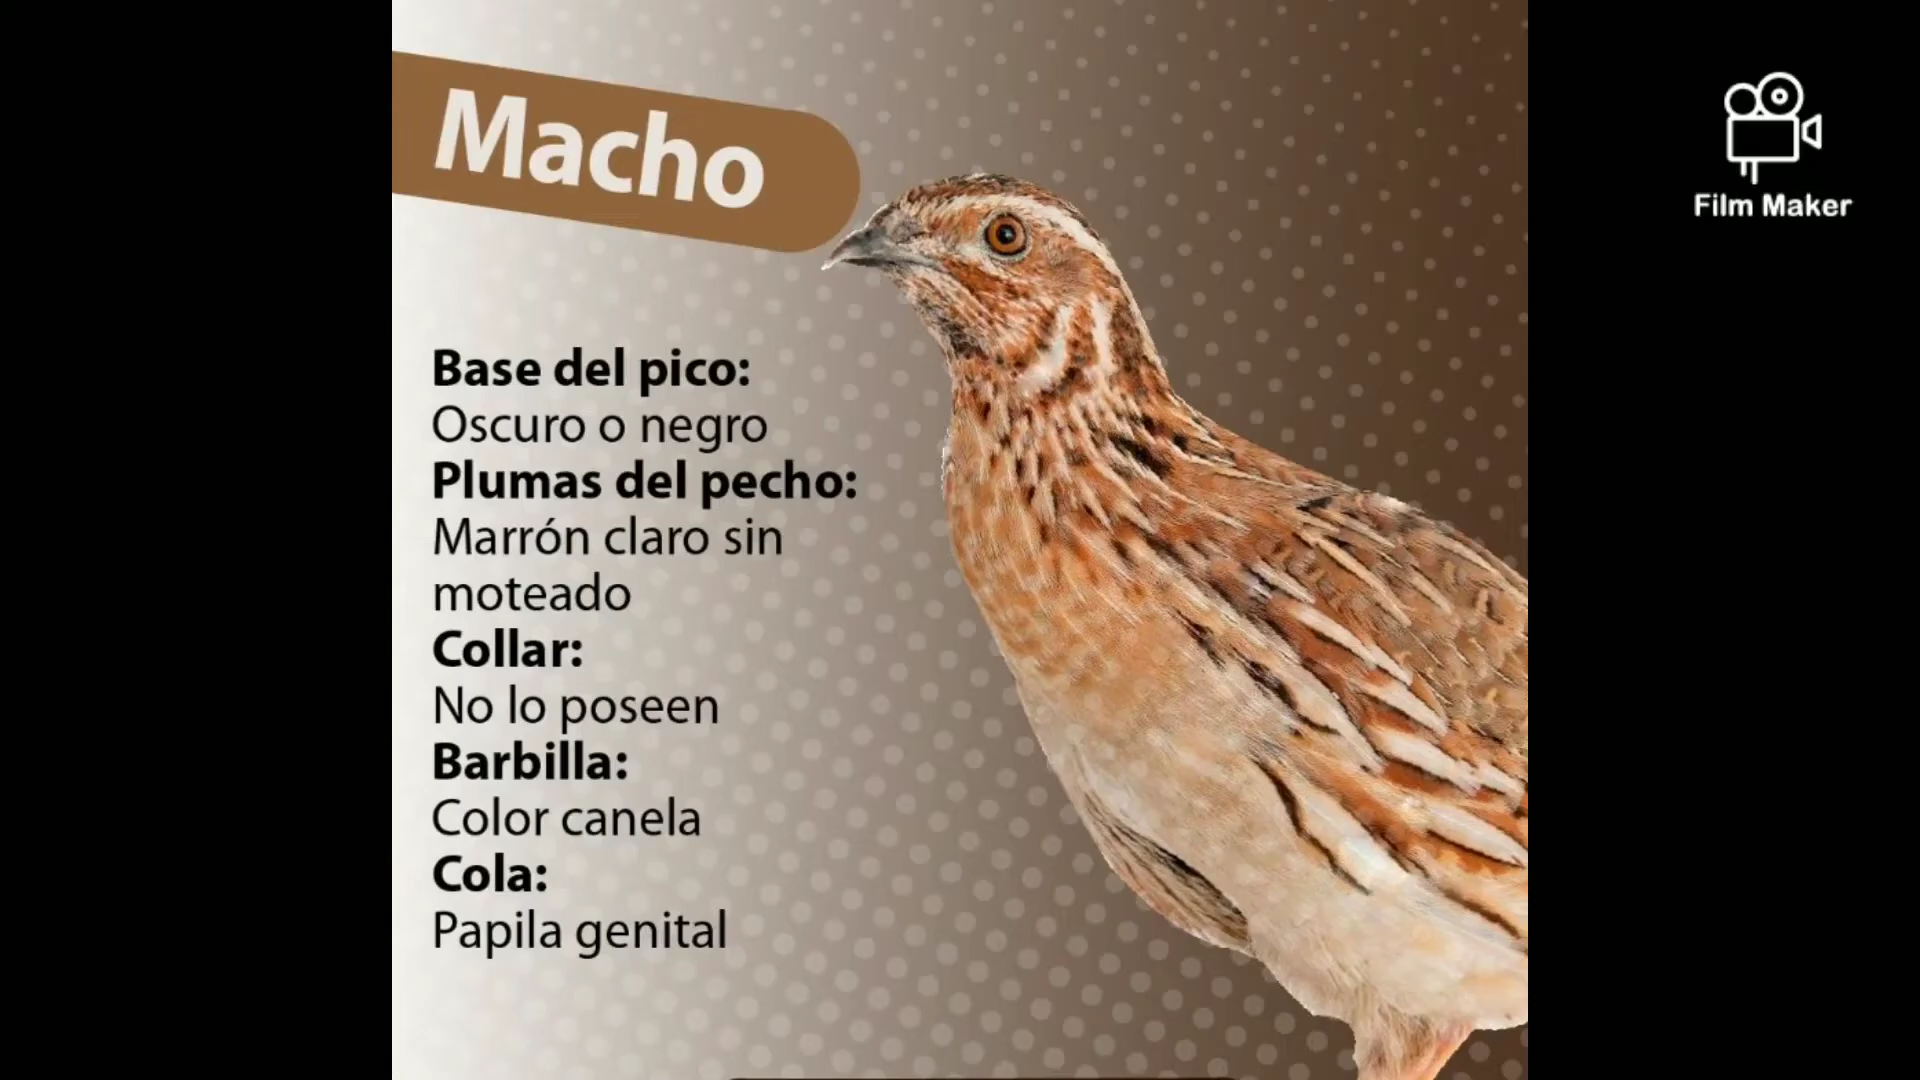 Macho
Film Maker
Base del pico:
Oscuro o negro
Plumas del pecho:
Marrón claro sin
moteado
Collar:
No lo poseen
Barbilla:
Color canela
Cola:
Papila genital